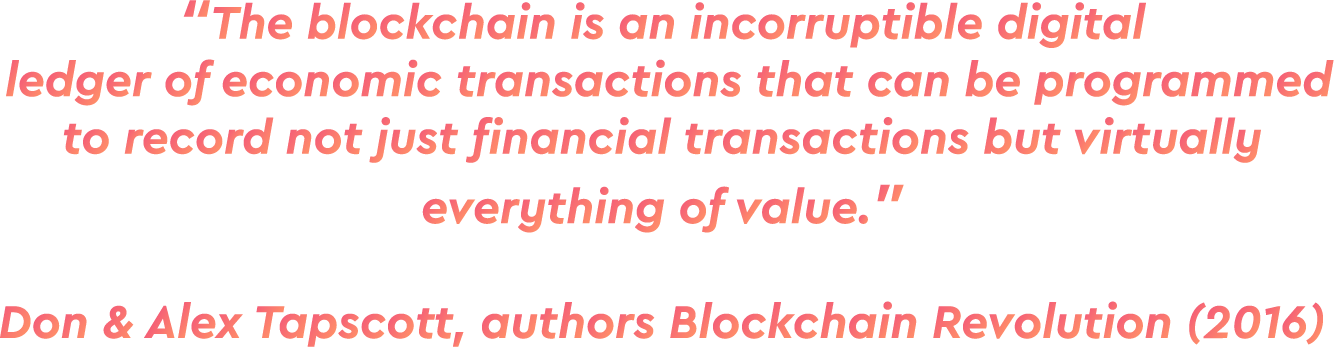 “The blockchain is an incorruptible digital
ledger of economic transactions that can be programmed
to record not just financial transactions but virtually
everything of value.”
Don & Alex Tapscott, authors Blockchain Revolution (2016)